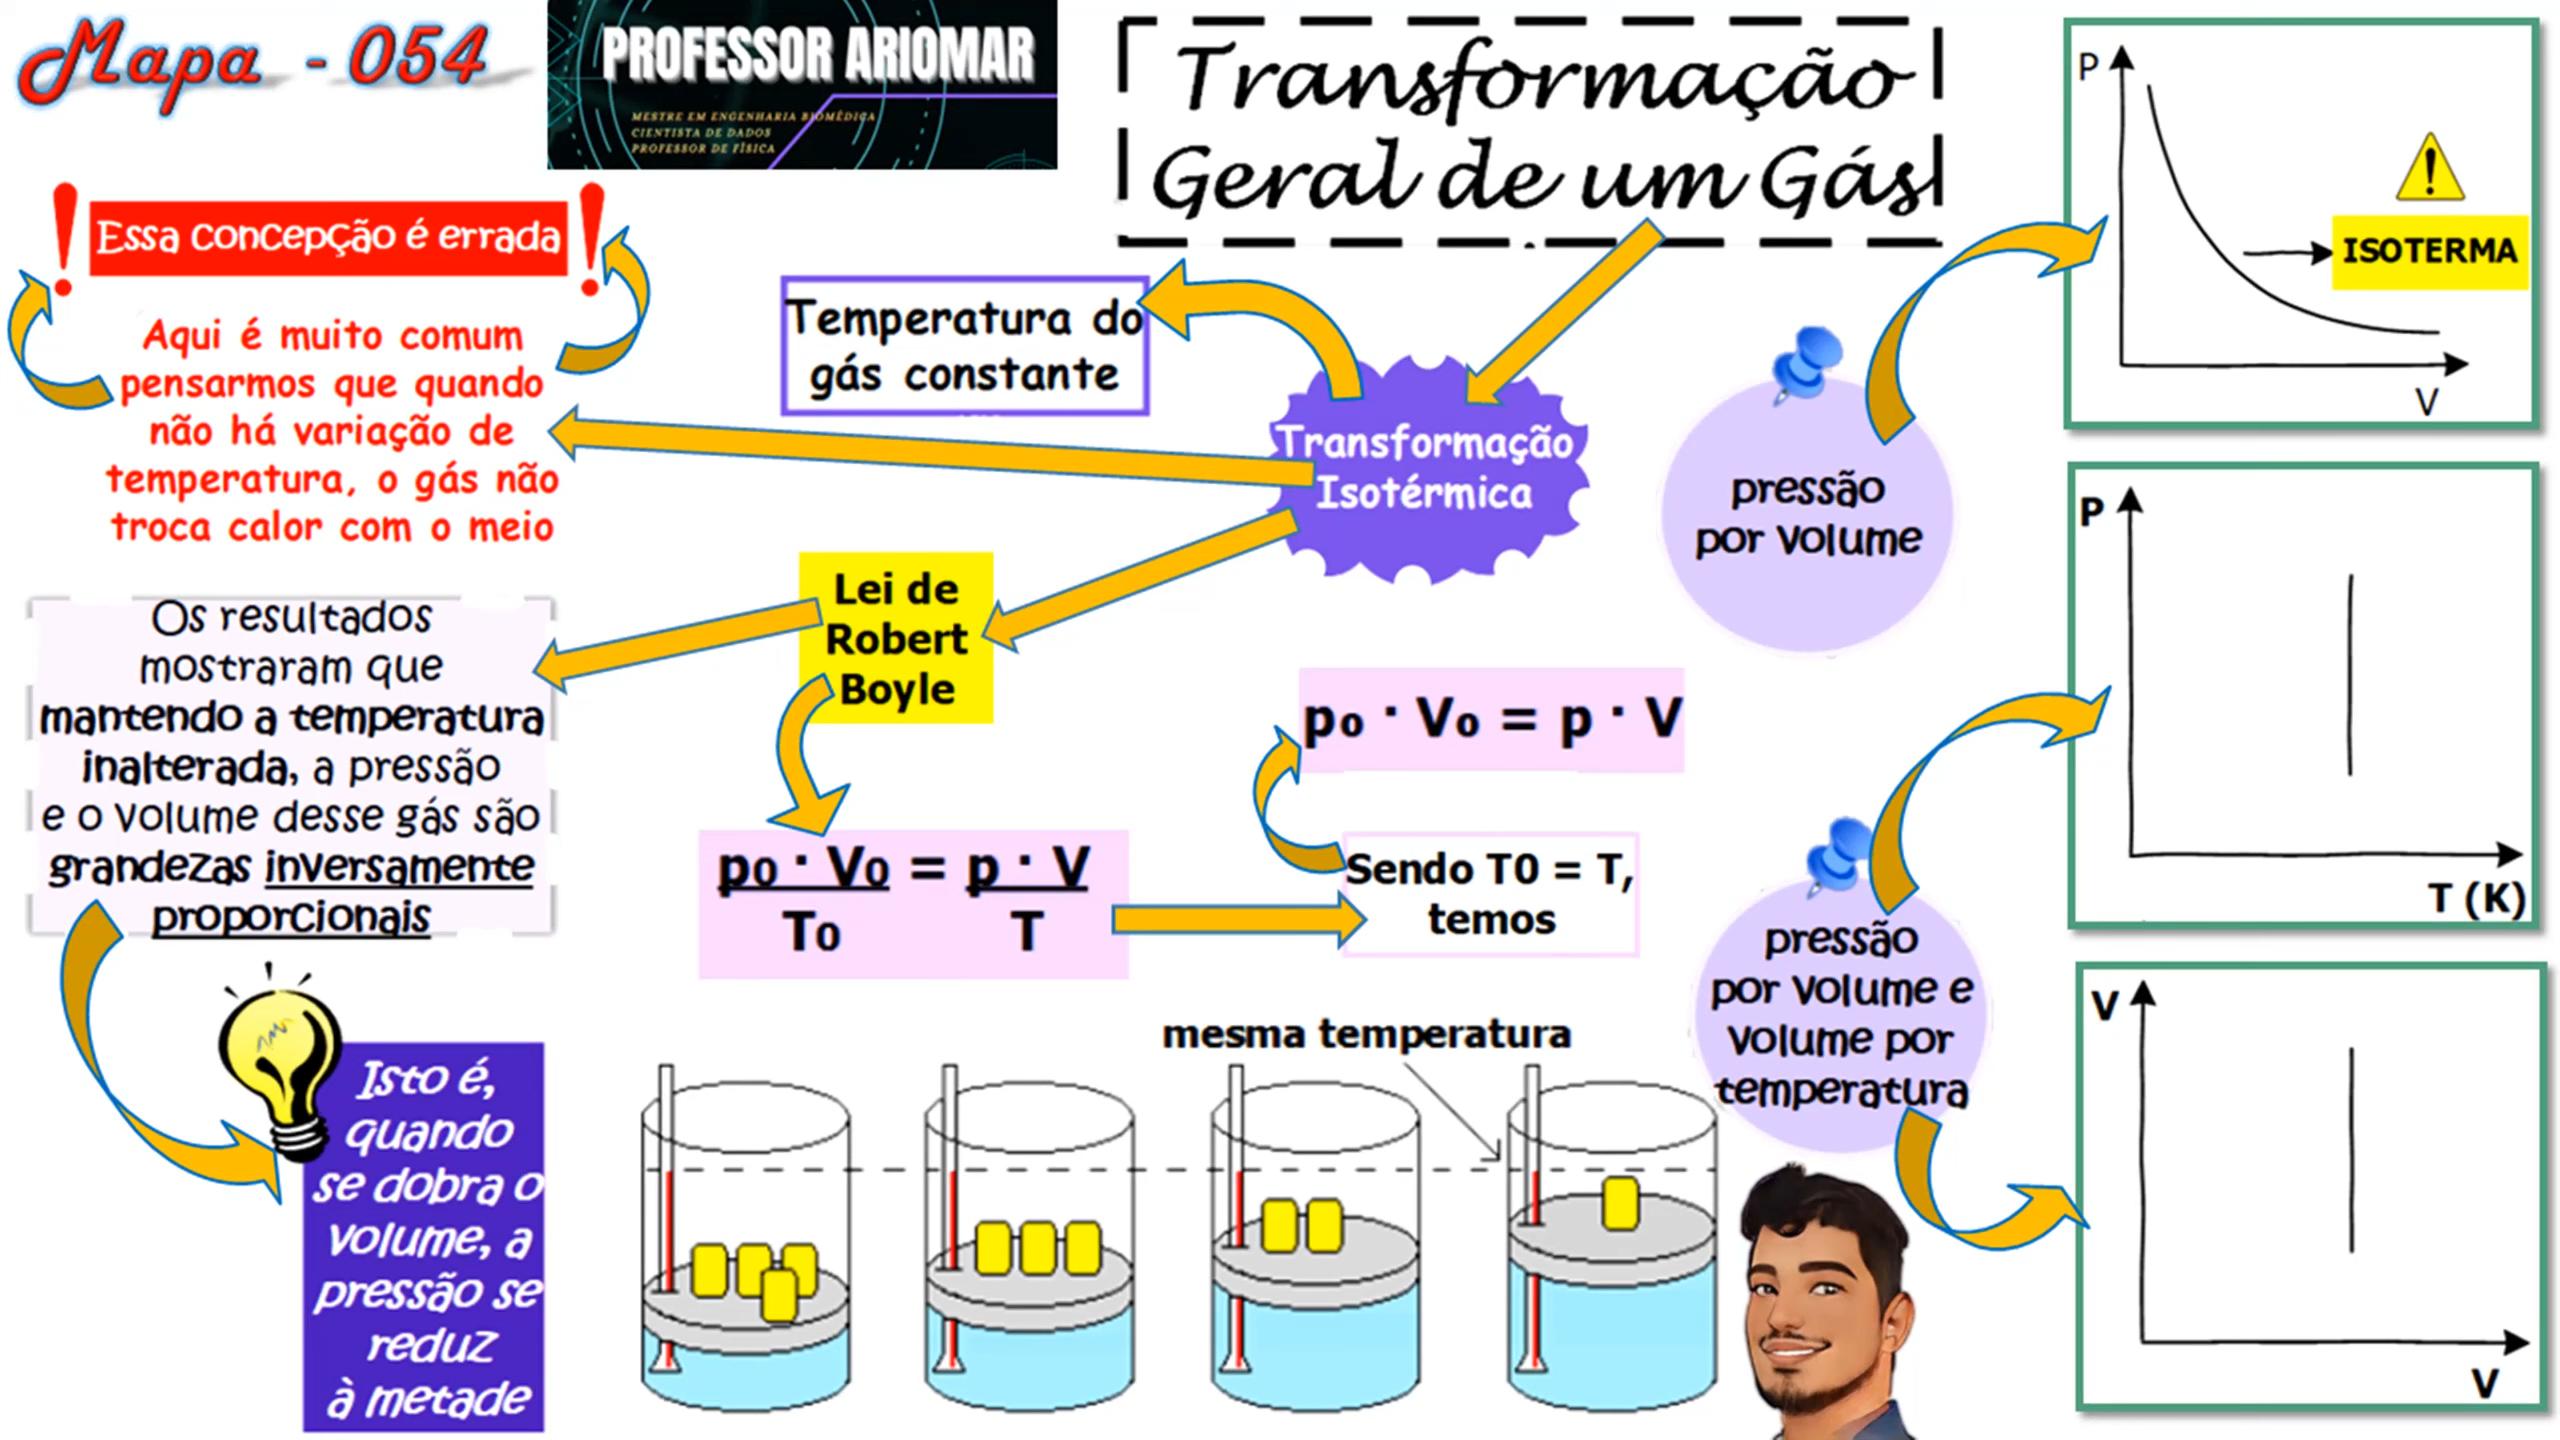 Mapa - 054
PROFESSOR ARIOMAR
MESTRE EM ENGENHARIA BIOMÉDICA
CIENTISTA DE DADOS
PROFESSOR DE FÍSICA
Transformação
Geral de um Gás
Essa concepção é errada
Aqui é muito comum
pensarmos que quando
não há variação de
temperatura, o gás não
troca calor com o meio
Temperatura do
gás constante
Transformação
Isotérmica
Lei de
Robert
Boyle
Os resultados
mostraram que
mantendo a temperatura
inalterada, a pressão
e o volume desse gás são
grandezas inversamente
proporcionais
Isto é,
quando
se dobra o
volume, a
pressão se
reduz
à metade
p₀ · V₀ = p · V
T₀ T
Sendo T0 = T,
temos
p₀ · V₀ = p · V
mesma temperatura
pressão
por volume
P
ISOTERMA
V
pressão
por volume e
volume por
temperatura
P
T (K)
V
V